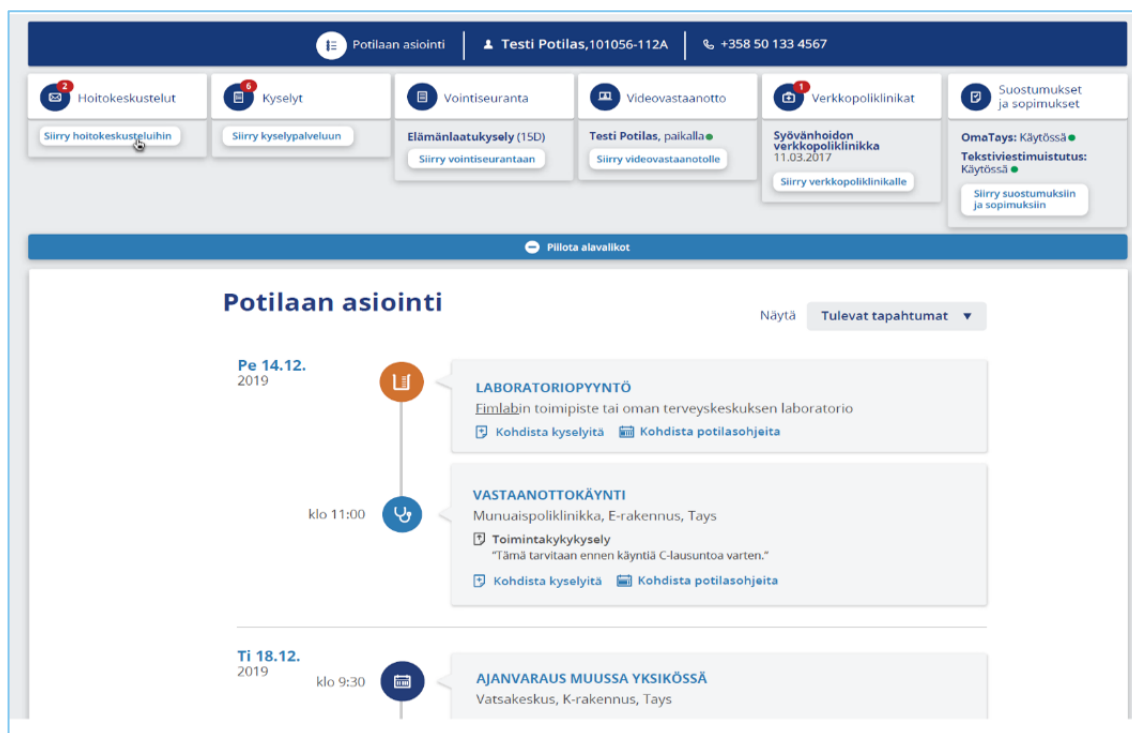 Potilaan asiointi
Testi Potilas,101056-112A
+358 50 133 4567
2
Hoitokeskustelut
Siirry hoitokeskusteluihin
6
Kyselyt
Siirry kyselypalveluun
Vointiseuranta
Elämänlaatukysely (15D)
Siirry vointiseurantaan
Videovastaanotto
Testi Potilas, paikalla
Siirry videovastaanotolle
1
Verkkopoliklinikat
Syövänhoidon
verkkopoliklinikka
11.03.2017
Siirry verkkopoliklinikalle
Suostumukset
ja sopimukset
OmaTays: Käytössä
Tekstiviestimuistutus:
Käytössä
Siirry suostumuksiin
ja sopimuksiin
Piilota alavalikot
Potilaan asiointi
Näytä Tulevat tapahtumat
Pe 14.12.
2019
LABORATORIOPYYNTÖ
Fimlabin toimipiste tai oman terveyskeskuksen laboratorio
Kohdista kyselyitä Kohdista potilasohjeita
klo 11:00
VASTAANOTTOKÄYNTI
Munuaispoliklinikka, E-rakennus, Tays
Toimintakykykysely
"Tämä tarvitaan ennen käyntiä C-lausuntoa varten."
Kohdista kyselyitä Kohdista potilasohjeita
Ti 18.12.
2019
klo 9:30
AJANVARAUS MUUSSA YKSIKÖSSÄ
Vatsakeskus, K-rakennus, Tays